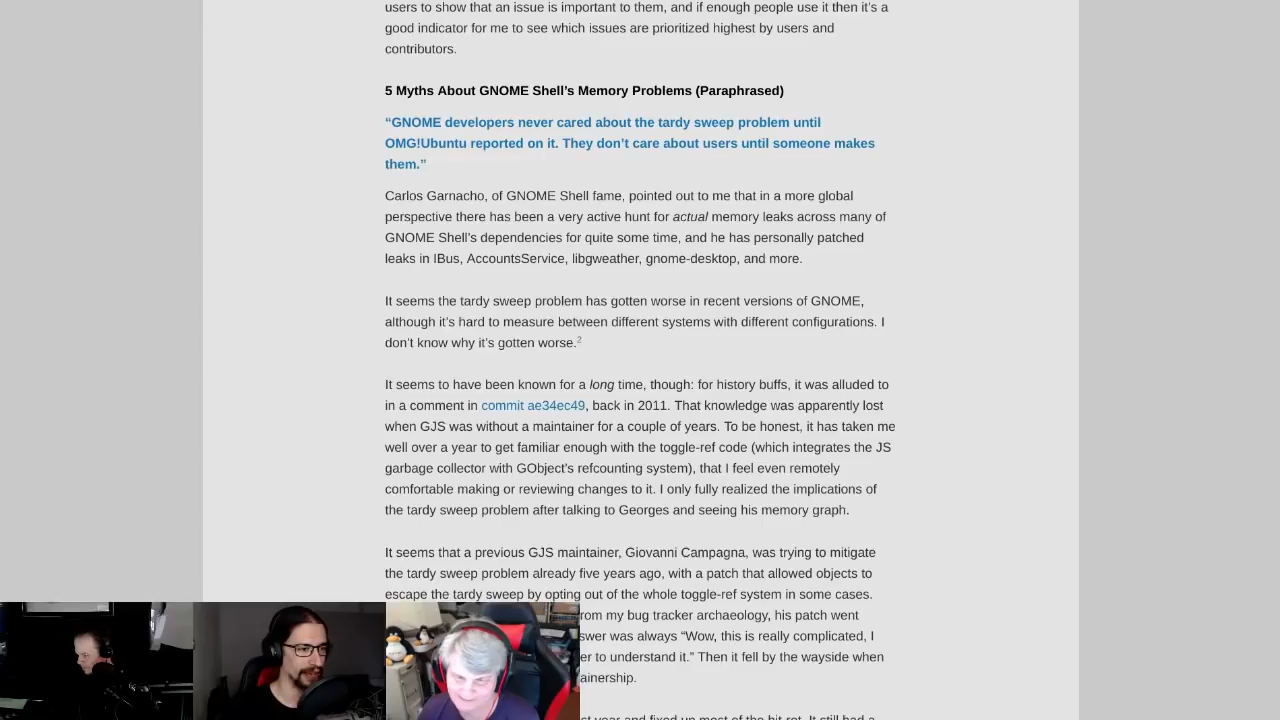 users to show that an issue is important to them, and if enough people use it then it’s a
good indicator for me to see which issues are prioritized highest by users and
contributors.
5 Myths About GNOME Shell’s Memory Problems (Paraphrased)
“GNOME developers never cared about the tardy sweep problem until
OMG!Ubuntu reported on it. They don’t care about users until someone makes
them.”
Carlos Garnacho, of GNOME Shell fame, pointed out to me that in a more global
perspective there has been a very active hunt for actual memory leaks across many of
GNOME Shell’s dependencies for quite some time, and he has personally patched
leaks in IBus, AccountsService, libgweather, gnome-desktop, and more.
It seems the tardy sweep problem has gotten worse in recent versions of GNOME,
although it’s hard to measure between different systems with different configurations. I
don’t know why it’s gotten worse.2
It seems to have been known for a long time, though: for history buffs, it was alluded to
in a comment in commit ae34ec49, back in 2011. That knowledge was apparently lost
when GJS was without a maintainer for a couple of years. To be honest, it has taken me
well over a year to get familiar enough with the toggle-ref code (which integrates the JS
garbage collector with GObject’s refcounting system), that I feel even remotely
comfortable making or reviewing changes to it. I only fully realized the implications of
the tardy sweep problem after talking to Georges and seeing his memory graph.
It seems that a previous GJS maintainer, Giovanni Campagna, was trying to mitigate
the tardy sweep problem already five years ago, with a patch that allowed objects to
escape the tardy sweep by opting out of the whole toggle-ref system in some cases.
from my bug tracker archaeology, his patch went
swer was always “Wow, this is really complicated, I
er to understand it.” Then it fell by the wayside when
ainership.
st year and fixed up most of the bit-rot. It still had a